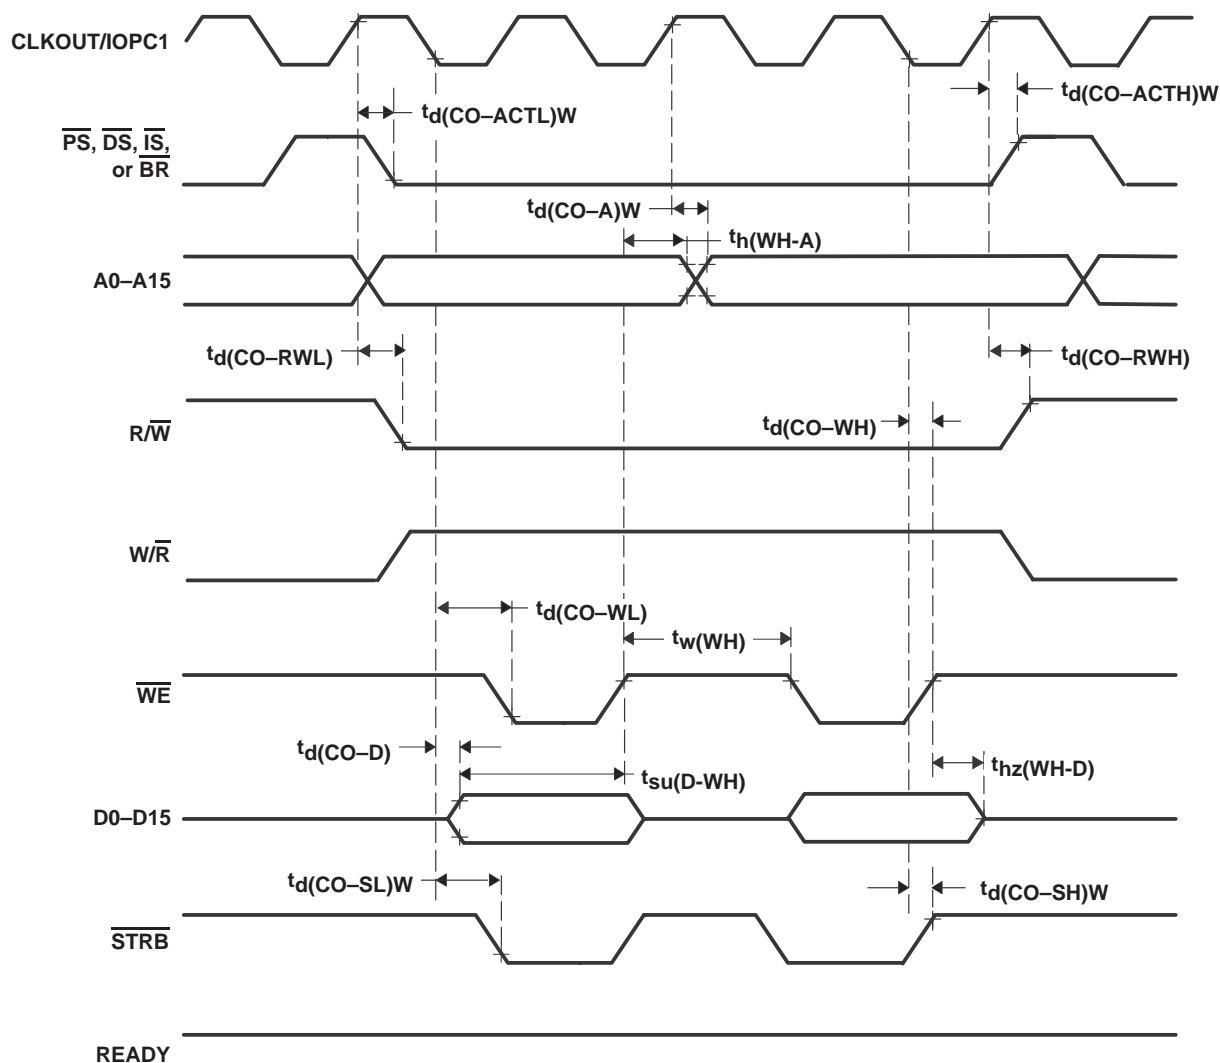 CLKOUT/IOPC1
td(CO–ACTH)W
td(CO–ACTL)W
PS, DS, IS,
or BR
td(CO–A)W
th(WH-A)
A0–A15
td(CO–RWL)
td(CO–RWH)
R/W
td(CO–WH)
W/R
td(CO–WL)
tw(WH)
WE
td(CO–D)
tsu(D-WH)
thz(WH-D)
D0–D15
td(CO–SL)W
td(CO–SH)W
STRB
READY